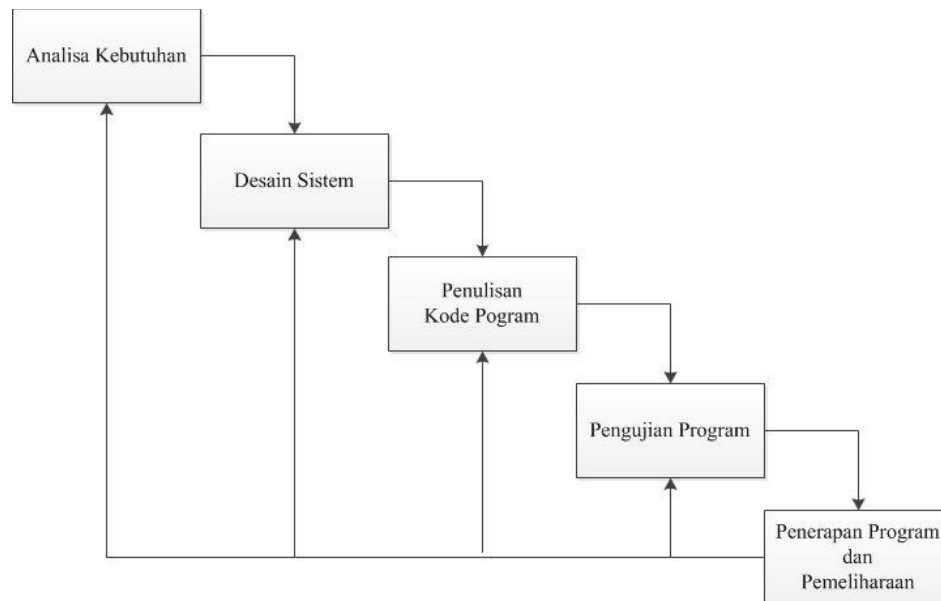 Analisa Kebutuhan
Desain Sistem
Penulisan
Kode Pogram
Pengujian Program
Penerapan Program
dan
Pemeliharaan